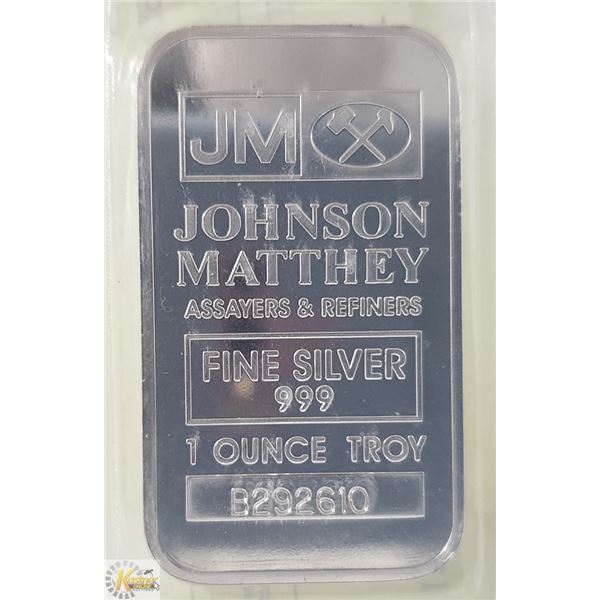 JM
JOHNSON
MATTHEY
ASSAYERS & REFINERS
FINE SILVER
999
1 OUNCE TROY
B292610